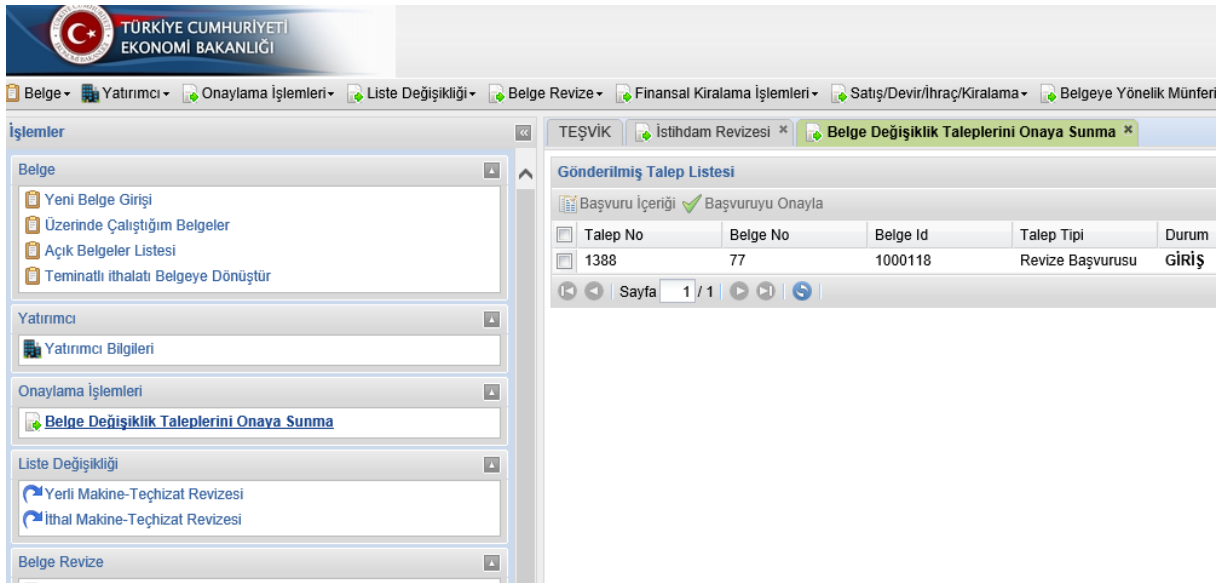 TÜRKİYE CUMHURİYETİ
EKONOMİ BAKANLIĞI
Belge Yatırımcı Onaylama İşlemleri Liste Değişikliği Belge Revize Finansal Kiralama İşlemleri Satış/Devir/İhraç/Kiralama Belgeye Yönelik Münferi
İşlemler
TEŞVİK İstihdam Revizesi Belge Değişiklik Taleplerini Onaya Sunma
Belge
Yeni Belge Girişi
Üzerinde Çalıştığım Belgeler
Açık Belgeler Listesi
Teminatlı ithalatı Belgeye Dönüştür
Yatırımcı
Yatırımcı Bilgileri
Onaylama İşlemleri
Belge Değişiklik Taleplerini Onaya Sunma
Liste Değişikliği
Yerli Makine-Teçhizat Revizesi
İthal Makine-Teçhizat Revizesi
Belge Revize
Gönderilmiş Talep Listesi
Başvuru İçeriği Başvuruyu Onayla
Talep No Belge No Belge Id Talep Tipi Durum
1388 77 1000118 Revize Başvurusu GİRİŞ
Sayfa 1 / 1